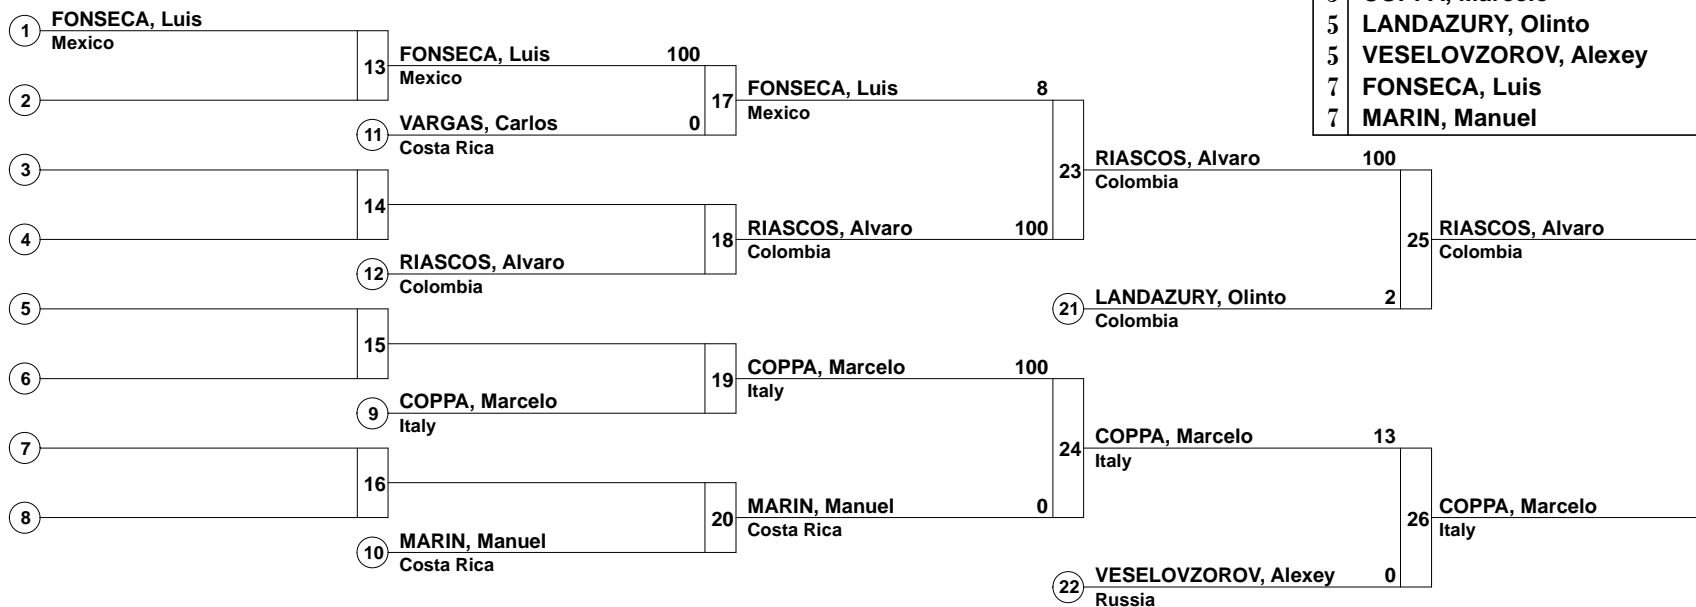 1
FONSECA, Luis
Mexico
2
3
4
5
6
7
8
13
14
15
16
FONSECA, Luis 100
Mexico
11
VARGAS, Carlos 0
Costa Rica
12
RIASCOS, Alvaro
Colombia
9
COPPA, Marcelo
Italy
10
MARIN, Manuel
Costa Rica
17
18
19
20
FONSECA, Luis 8
Mexico
RIASCOS, Alvaro 100
Colombia
COPPA, Marcelo 100
Italy
MARIN, Manuel 0
Costa Rica
23
24
RIASCOS, Alvaro 100
Colombia
21
LANDAZURY, Olinto 2
Colombia
COPPA, Marcelo 13
Italy
22
VESELOVZOROV, Alexey 0
Russia
25
26
RIASCOS, Alvaro
Colombia
COPPA, Marcelo
Italy
5 LANDAZURY, Olinto
5 VESELOVZOROV, Alexey
7 FONSECA, Luis
7 MARIN, Manuel